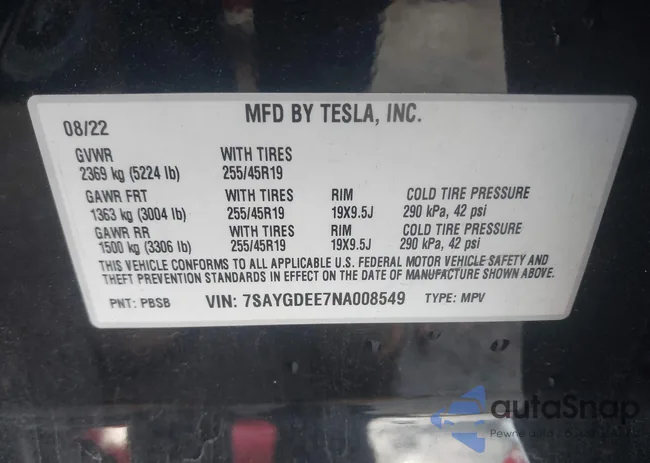 MFD BY TESLA, INC.
08/22
GVWR WITH TIRES
2369 kg (5224 lb) 255/45R19
GAWR FRT WITH TIRES RIM COLD TIRE PRESSURE
1363 kg (3004 lb) 255/45R19 19X9.5J 290 kPa, 42 psi
GAWR RR WITH TIRES RIM COLD TIRE PRESSURE
1500 kg (3306 lb) 255/45R19 19X9.5J 290 kPa, 42 psi
THIS VEHICLE CONFORMS TO ALL APPLICABLE U.S. FEDERAL MOTOR VEHICLE SAFETY AND
THEFT PREVENTION STANDARDS IN EFFECT ON THE DATE OF MANUFACTURE SHOWN ABOVE.
PNT: PBSB VIN: 7SAYGDEE7NA008549 TYPE: MPV
autaSnap
Pewne auta